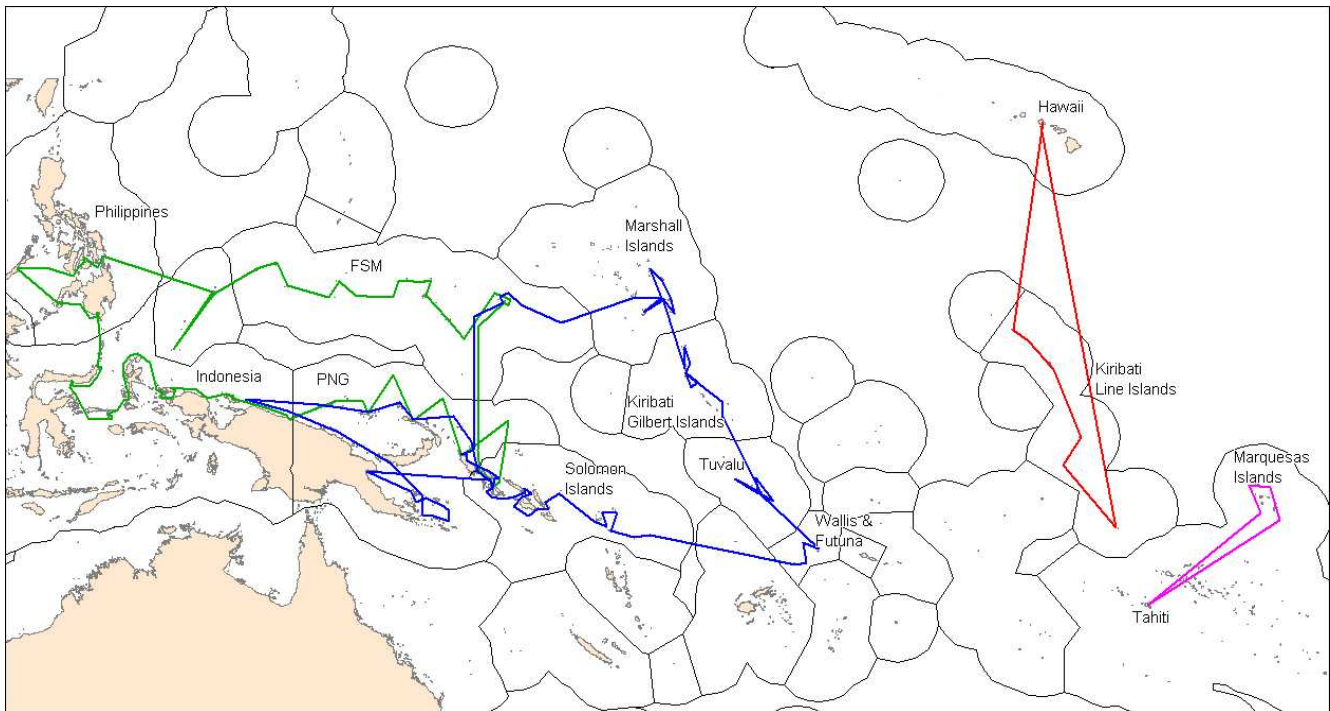 Hawaii
Philippines
Marshall
Islands
FSM
Indonesia
PNG
Kiribati
Line Islands
Kiribati
Gilbert Islands
Solomon
Islands
Tuvalu
Marquesas
Islands
Wallis &
Futuna
Tahiti